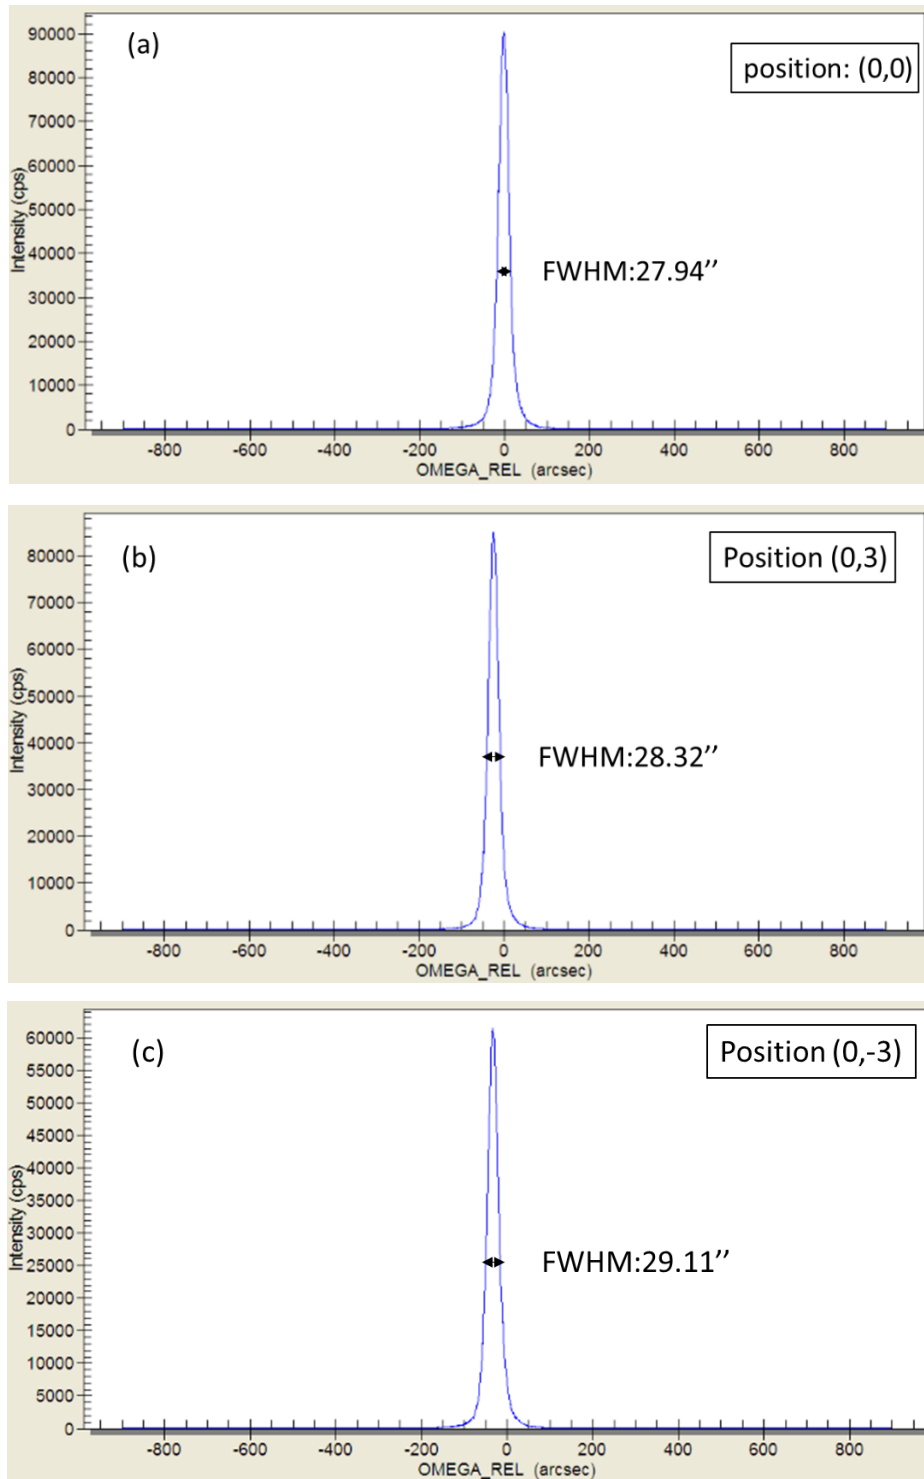 (a)
position: (0,0)
90000
80000
70000
60000
50000
40000
30000
20000
10000
0
Intensity (cps)
FWHM:27.94’’
-800 -600 -400 -200 0 200 400 600 800
OMEGA_REL (arcsec)
(b)
Position (0,3)
80000
70000
60000
50000
40000
30000
20000
10000
0
Intensity (cps)
FWHM:28.32’’
-800 -600 -400 -200 0 200 400 600 800
OMEGA_REL (arcsec)
(c)
Position (0,-3)
60000
55000
50000
45000
40000
35000
30000
25000
20000
15000
10000
5000
0
Intensity (cps)
FWHM:29.11’’
-800 -600 -400 -200 0 200 400 600 800
OMEGA_REL (arcsec)